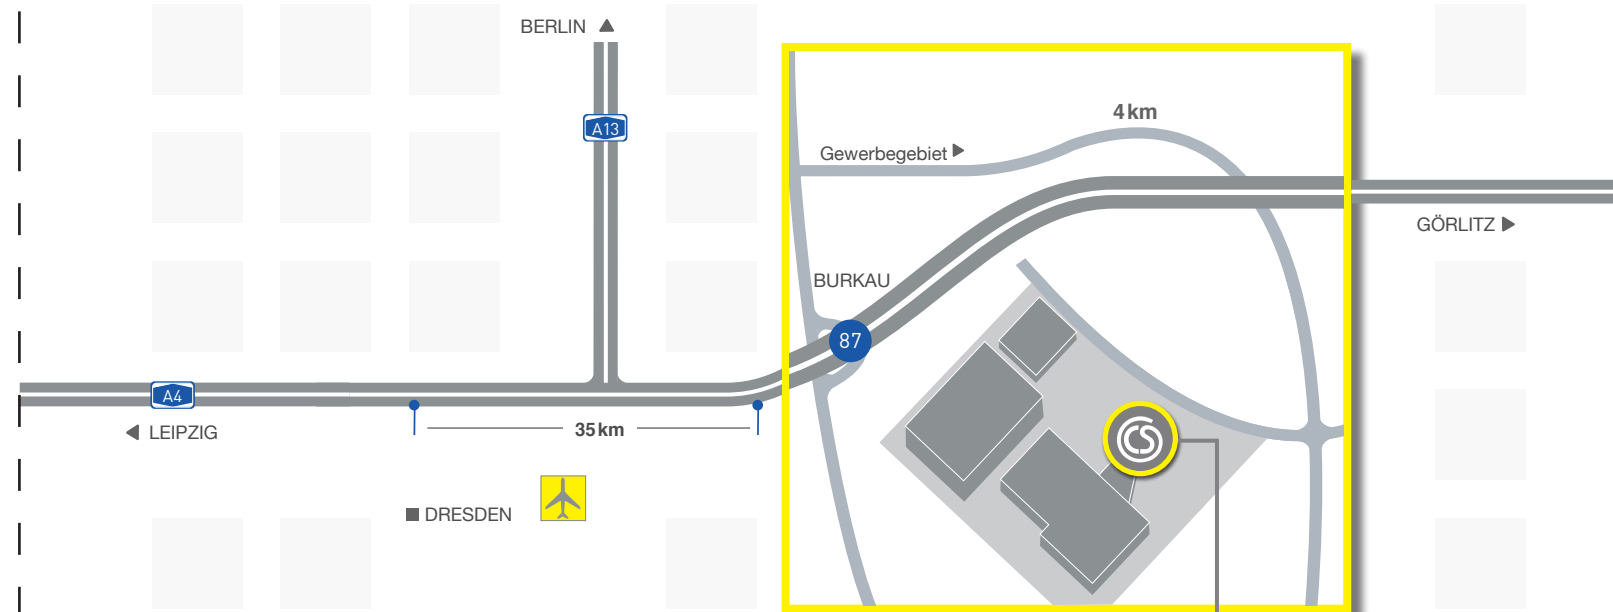 BERLIN
A13
4 km
Gewerbegebiet
GÖRLITZ
BURKAU
87
A4
LEIPZIG
35 km
CS
DRESDEN